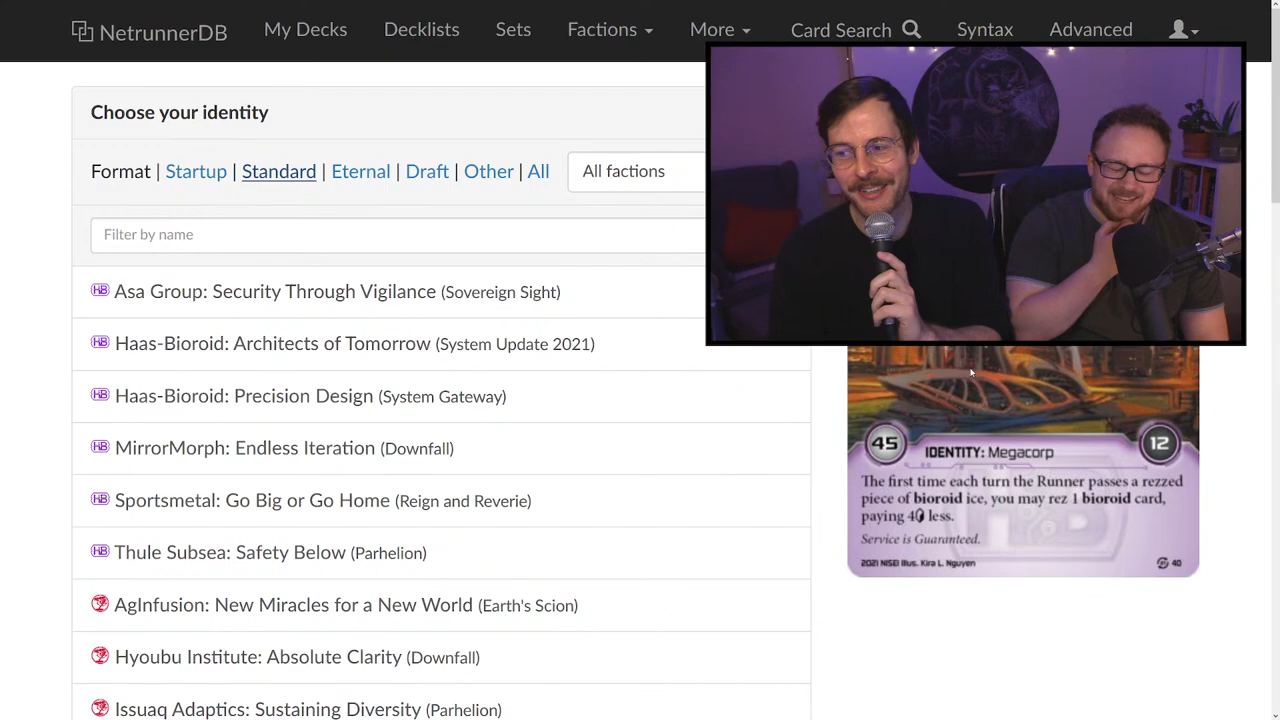 NetrunnerDB My Decks Decklists Sets Factions More Card Search Syntax Advanced
Choose your identity
Format | Startup | Standard | Eternal | Draft | Other | All All factions
Filter by name
Asa Group: Security Through Vigilance (Sovereign Sight)
Haas-Bioroid: Architects of Tomorrow (System Update 2021)
Haas-Bioroid: Precision Design (System Gateway)
MirrorMorph: Endless Iteration (Downfall)
Sportsmetal: Go Big or Go Home (Reign and Reverie)
Thule Subsea: Safety Below (Parhelion)
AgInfusion: New Miracles for a New World (Earth's Scion)
Hyoubu Institute: Absolute Clarity (Downfall)
Issuaq Adaptics: Sustaining Diversity (Parhelion)
45 12
IDENTITY: Megacorp
The first time each turn the Runner passes a rezzed
piece of bioroid ice, you may rez 1 bioroid card,
paying 4 less.
Service is Guaranteed.
2021 NISEI Illus. Kira L. Nguyen 40